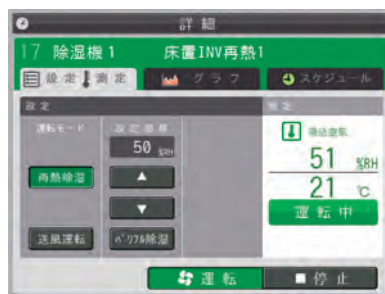 詳細
17 除湿機1 床置INV再熱1
設定 測定 グラフ スケジュール
設定 測定
運転モード 設定湿度 吸込空気
50 %RH 51 %RH
再熱除湿 ▲ 21 ℃
▼ 運転中
送風運転 パワフル除湿
運転 停止